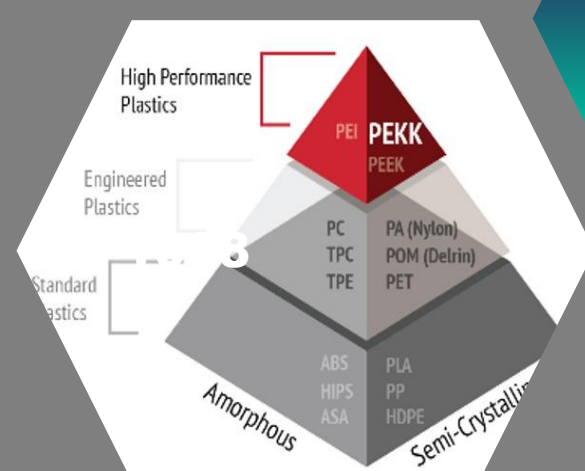 High Performance
Plastics
PEI PEKK
PEEK
Engineered
Plastics
PC PA (Nylon)
TPC POM (Delrin)
TPE PET
Standard
ABS PLA
HIPS PP
ASA HDPE
Amorphous